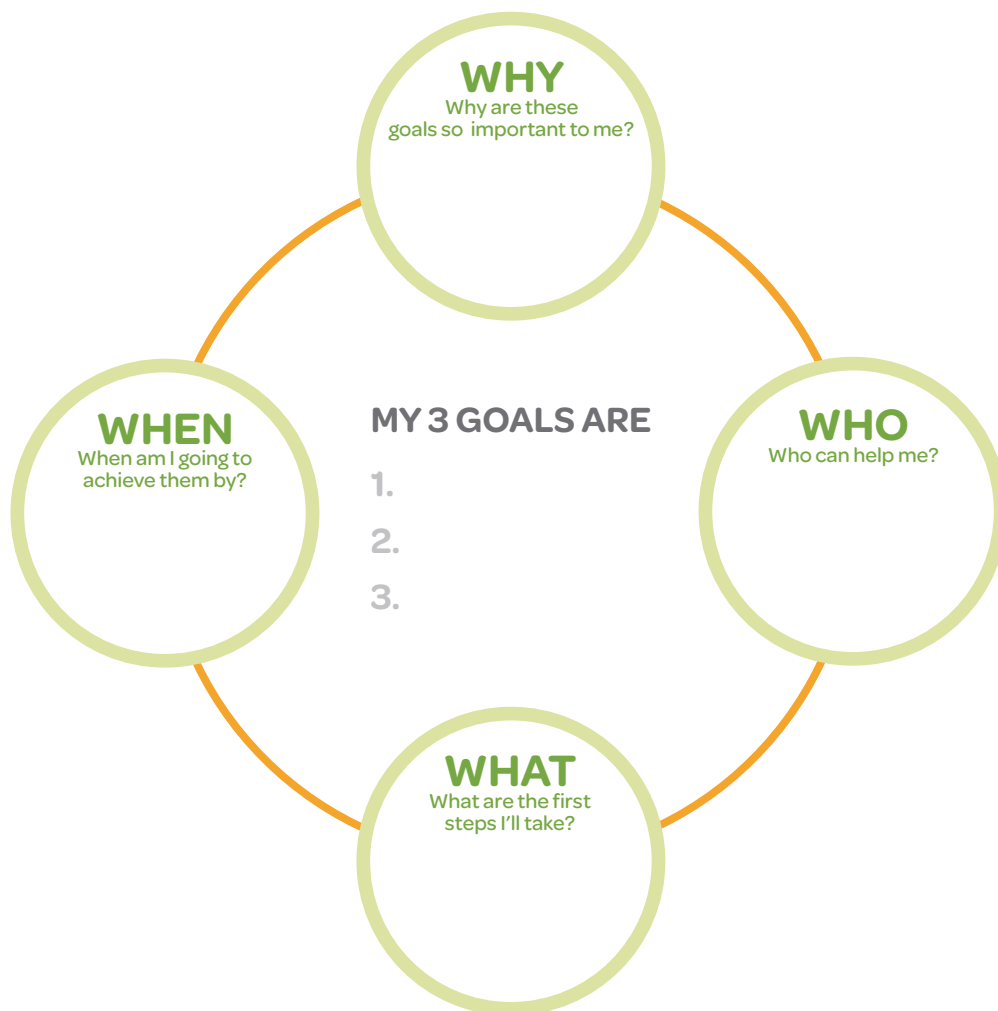 WHY
Why are these
goals so important to me?
WHEN
When am I going to
achieve them by?
MY 3 GOALS ARE
1.
2.
3.
WHO
Who can help me?
WHAT
What are the first
steps I'll take?